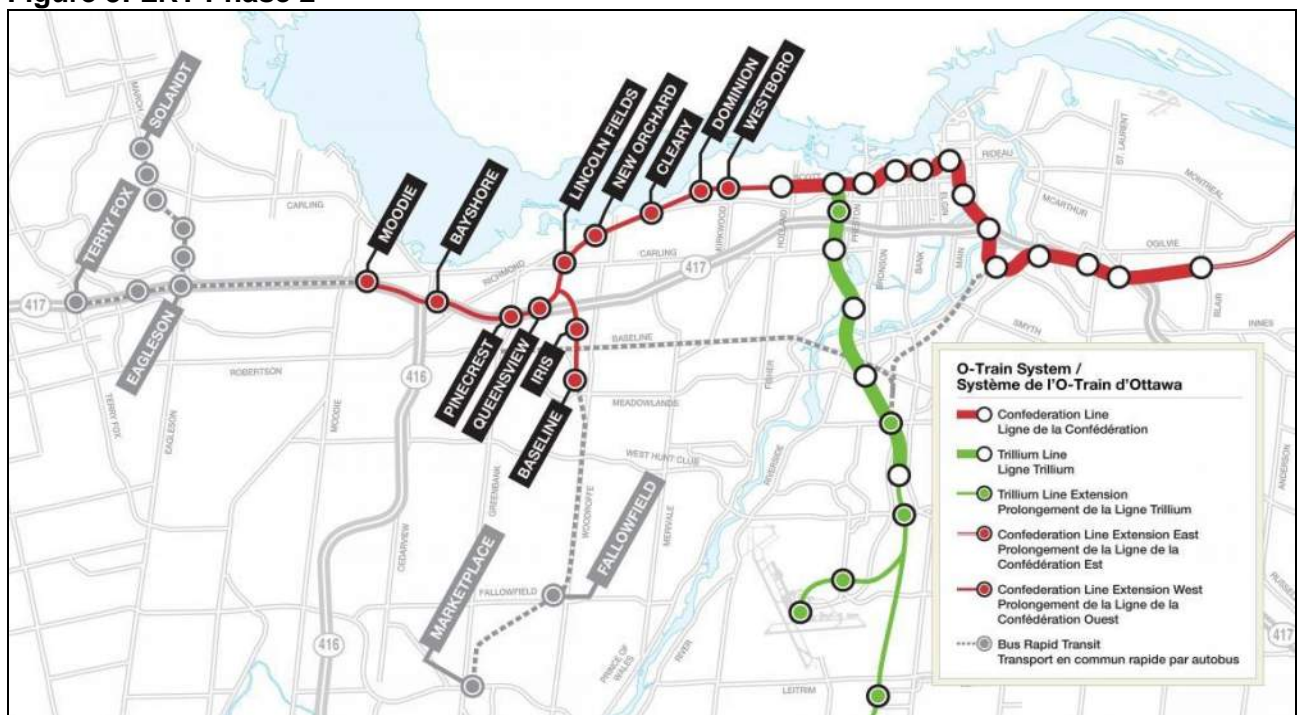 Figure 3: LRT Phase 2
SOLANDT
MARCH
TERRY FOX
CARLING
MOODIE
BAYSHORE
LINCOLN FIELDS
NEW ORCHARD
CLEARY
DOMINION
WESTBORO
SCOTT
RIDEAU
ST. LAURENT
MONTREAL
MCARTHUR
OGILVIE
ELGIN
PRESTON
KIRKWOOD
CARLING
RICHMOND
417
417
BRONSON
BANK
MAIN
BLAIR
INNES
SMYTH
EAGLESON
ROBERTSON
416
PINECREST
QUEENSVIEW
IRIS
BASELINE
BASELINE
FISHER
MEADOWLANDS
TERRY FOX
EAGLESON
MOODIE
WEST HUNT CLUB
RIVERSIDE
GREENBANK
WOODROFFE
MERIVALE
CEDARVIEW
MARKETPLACE
FALLOWFIELD
FALLOWFIELD
416
PRINCE OF
WALES
RIVER
LEITRIM
ANDERSON
417
O-Train System /
Système de l'O-Train d'Ottawa
Confederation Line
Ligne de la Confédération
Trillium Line
Ligne Trillium
Trillium Line Extension
Prolongement de la Ligne Trillium
Confederation Line Extension East
Prolongement de la Ligne de la
Confédération Est
Confederation Line Extension West
Prolongement de la Ligne de la
Confédération Ouest
Bus Rapid Transit
Transport en commun rapide par autobus